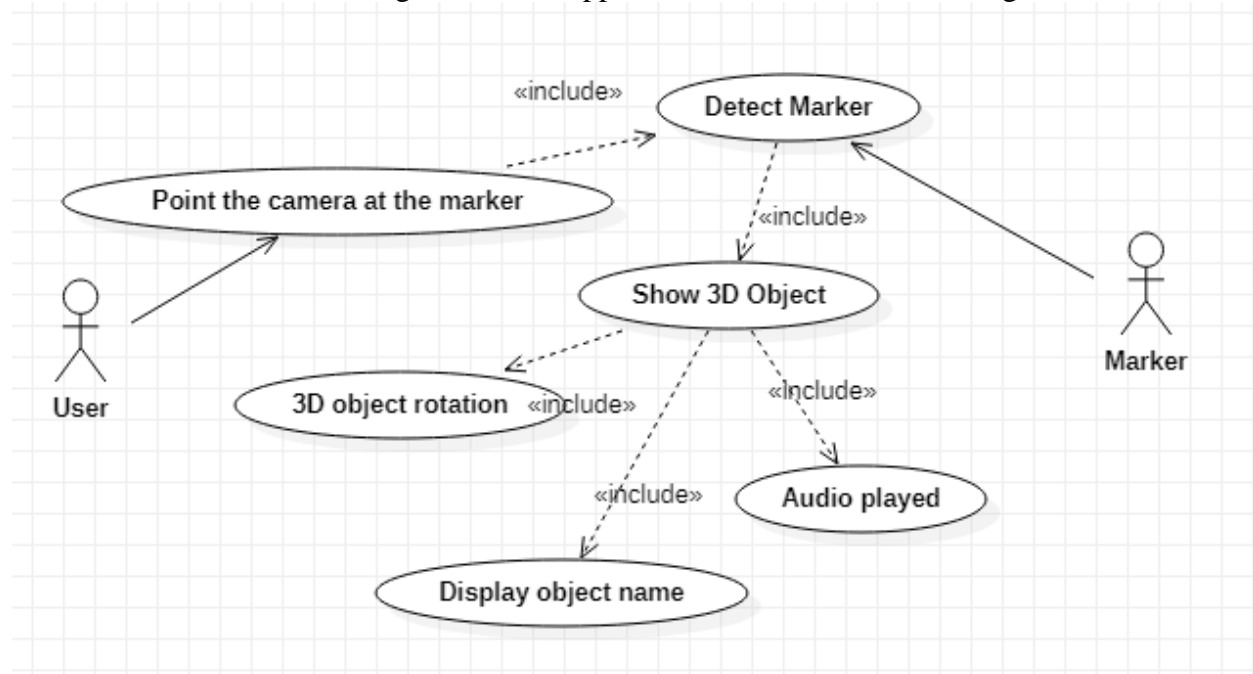 «include»
Detect Marker
Point the camera at the marker
«include»
Show 3D Object
Marker
User
3D object rotation
«include»
«include»
«include»
Audio played
Display object name